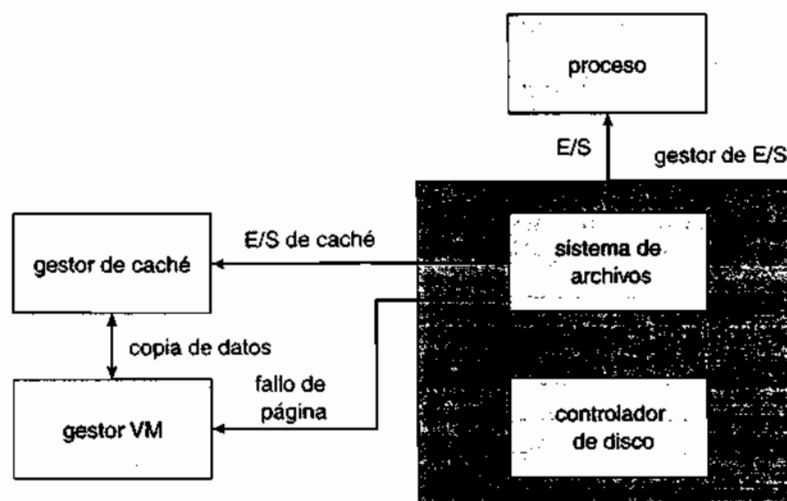 proceso
E/S
gestor de E/S
E/S de caché
gestor de caché
sistema de
archivos
copia de datos
fallo de
página
gestor VM
controlador
de disco